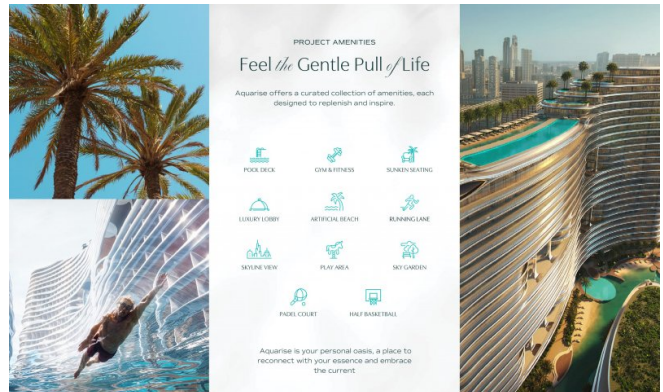 PROJECT AMENITIES
Feel the Gentle Pull of Life
Aquarise offers a curated collection of amenities, each
designed to replenish and inspire.
POOL DECK
GYM & FITNESS
SUNKEN SEATING
LUXURY LOBBY
ARTIFICIAL BEACH
RUNNING LANE
SKYLINE VIEW
PLAY AREA
SKY GARDEN
PADEL COURT
HALF BASKETBALL
Aquarise is your personal oasis, a place to
reconnect with your essence and embrace
the current